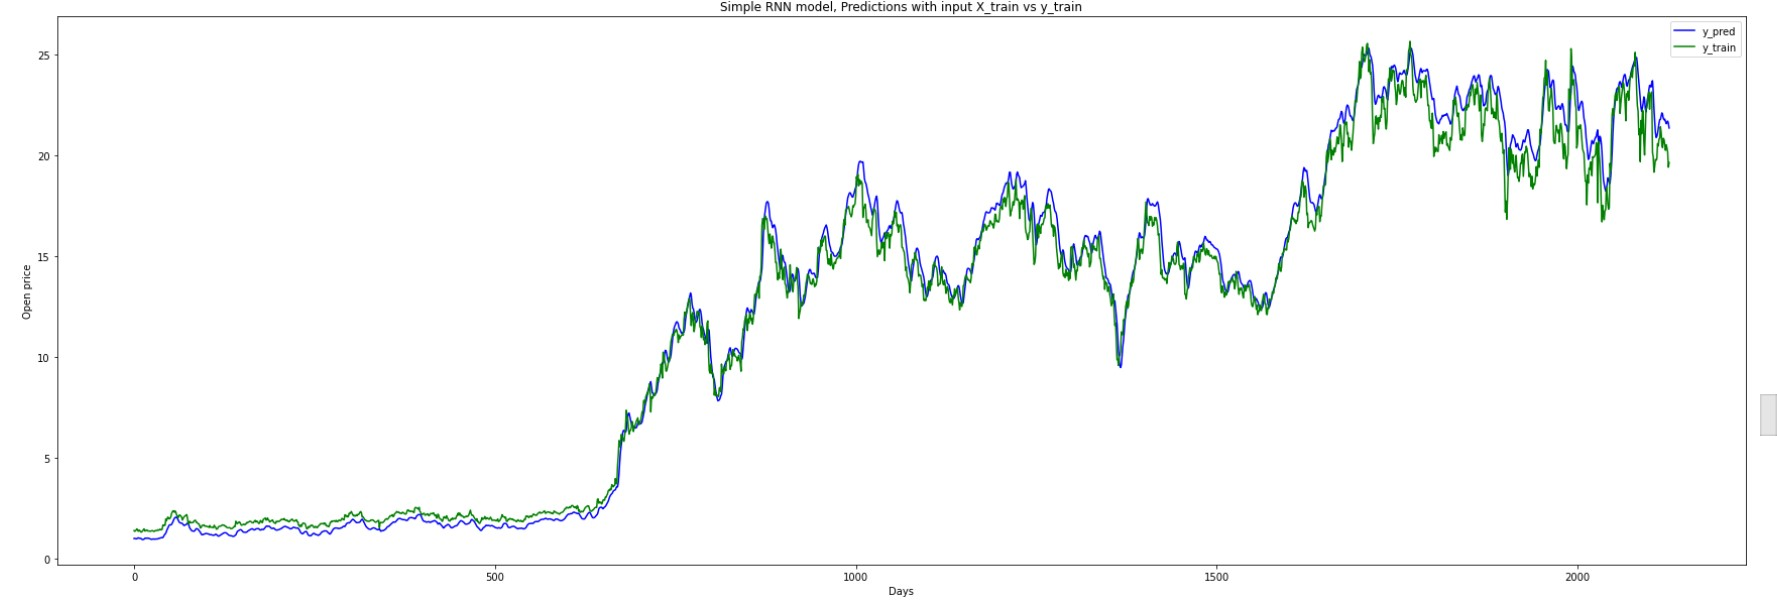 Simple RNN model, Predictions with input X_train vs y_train
y_pred
y_train
25
20
15
10
5
0
Open price
0 500 1000 1500 2000
Days